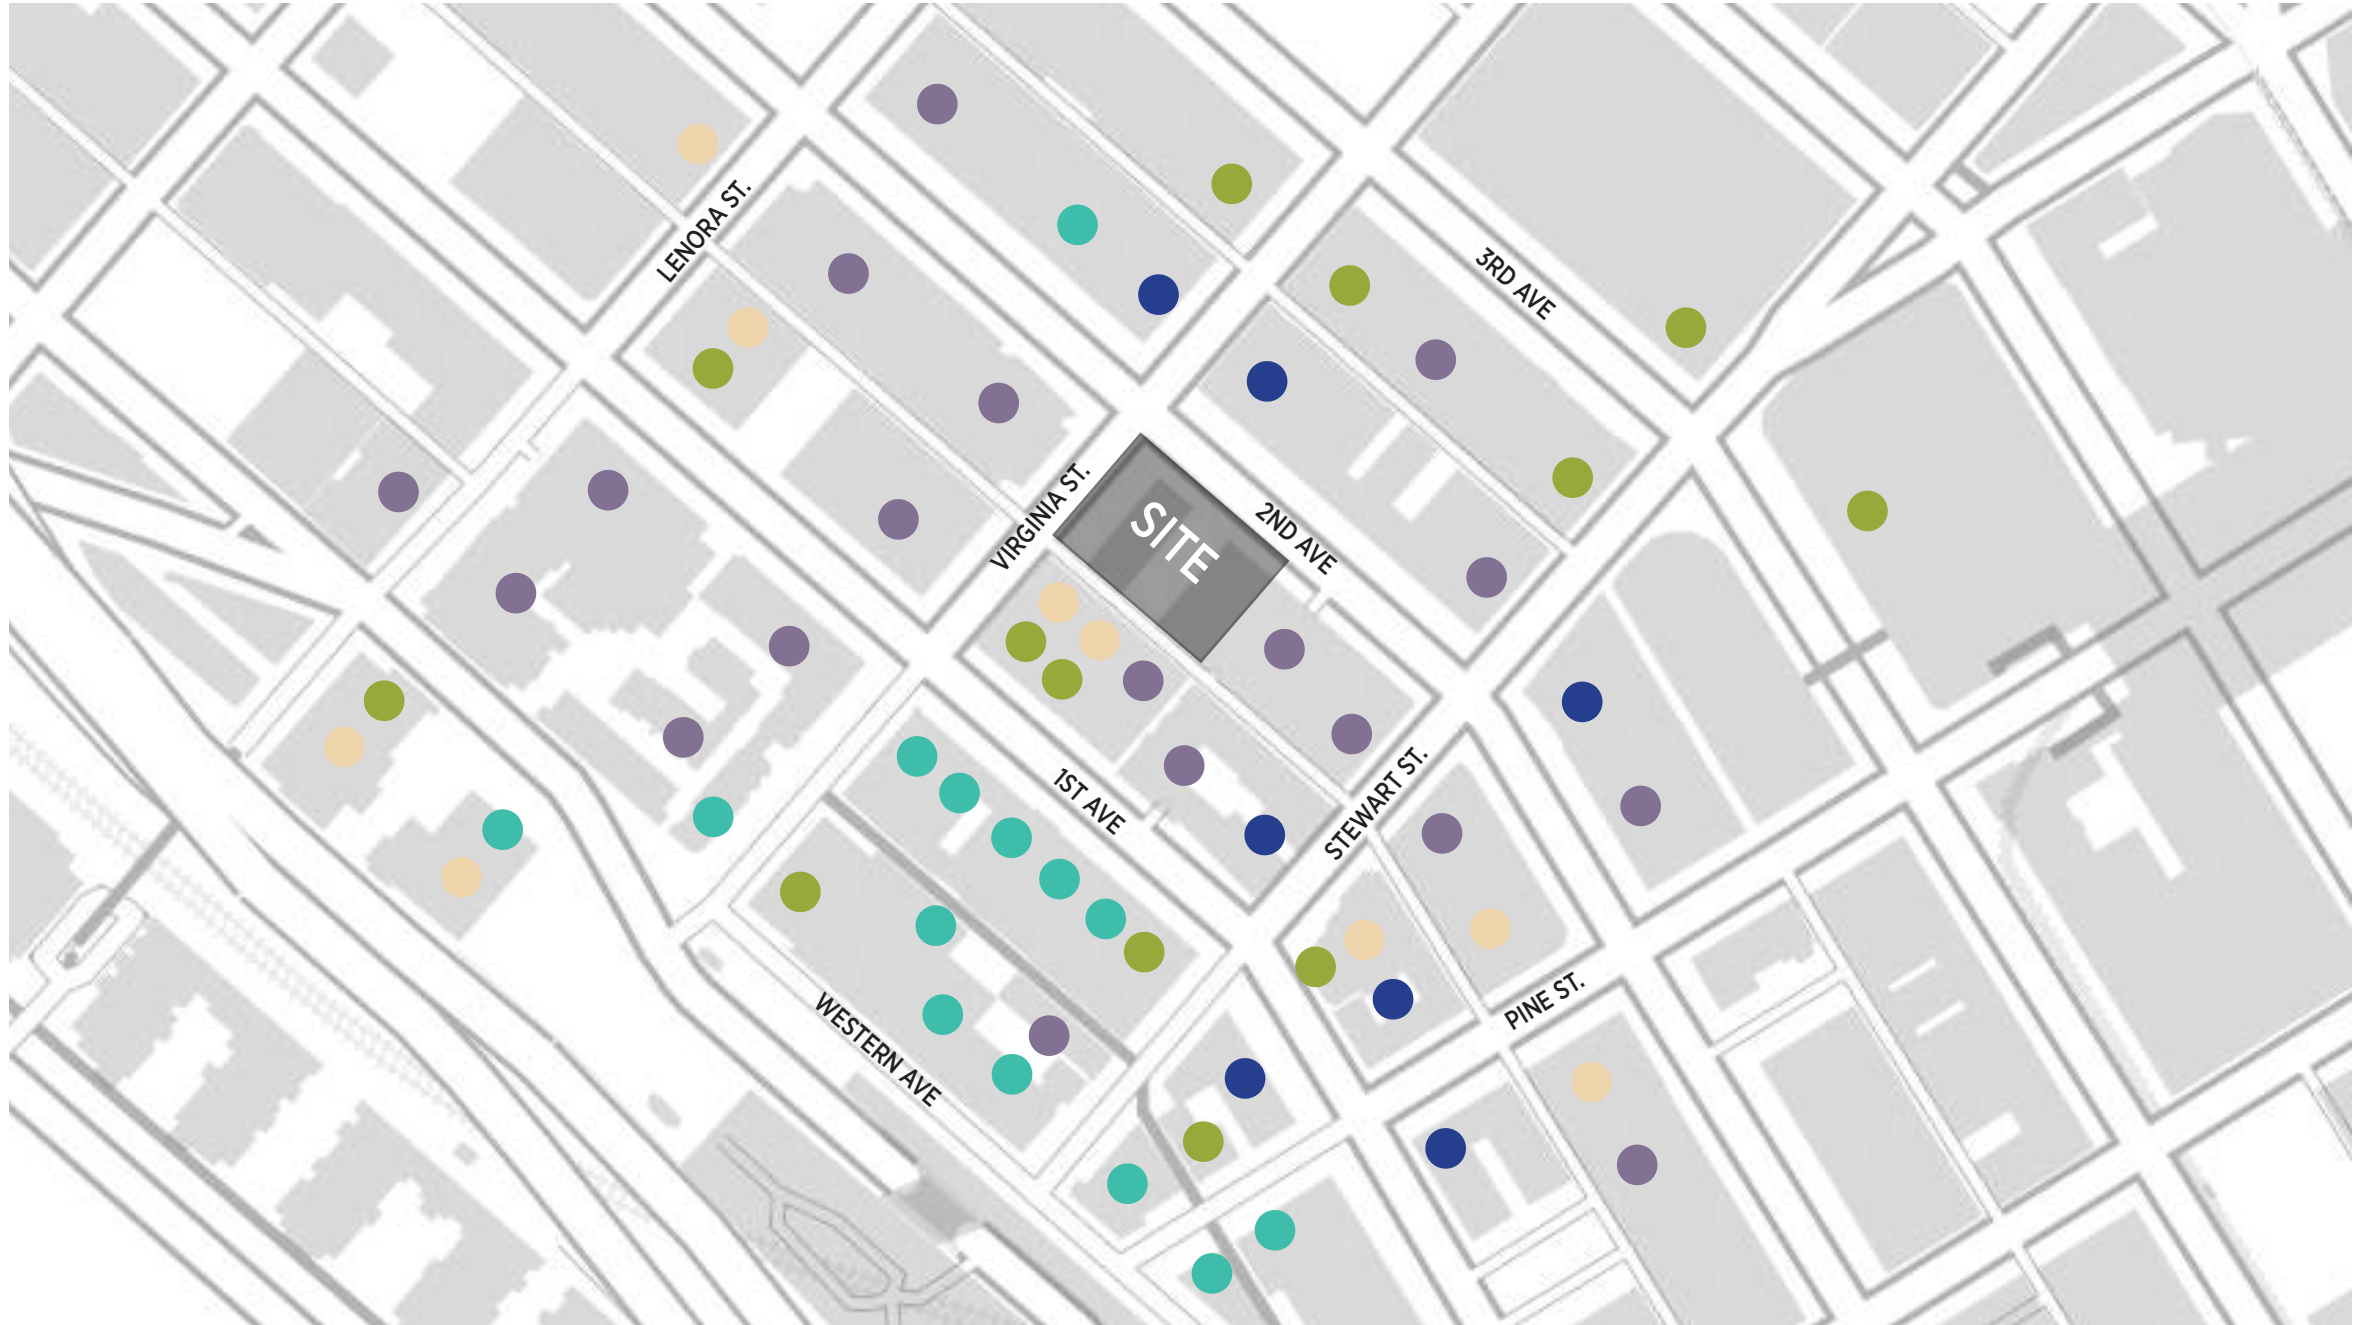 LENORA ST.
3RD AVE
VIRGINIA ST.
SITE
2ND AVE
1ST AVE
STEWART ST.
WESTERN AVE
PINE ST.